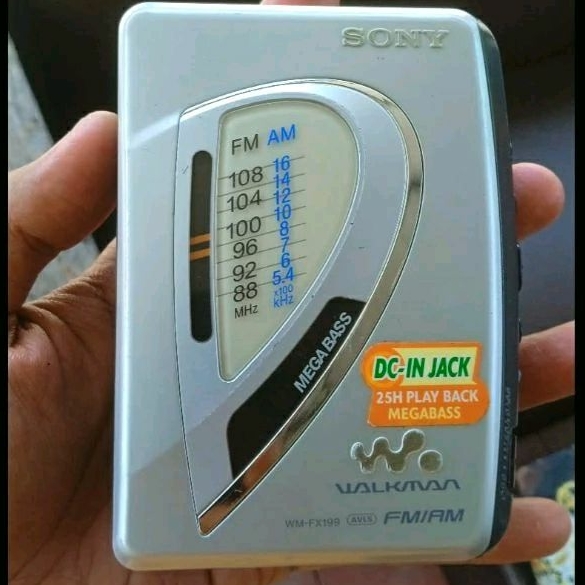 SONY
FM AM
108 16
14
104 12
10
100 8
96 7
92 6
5.4
88 x100
MHz kHz
MEGA BASS
DC-IN JACK
25H PLAY BACK
MEGABASS
WALKMAN
WM-FX199 AVLS FM/AM